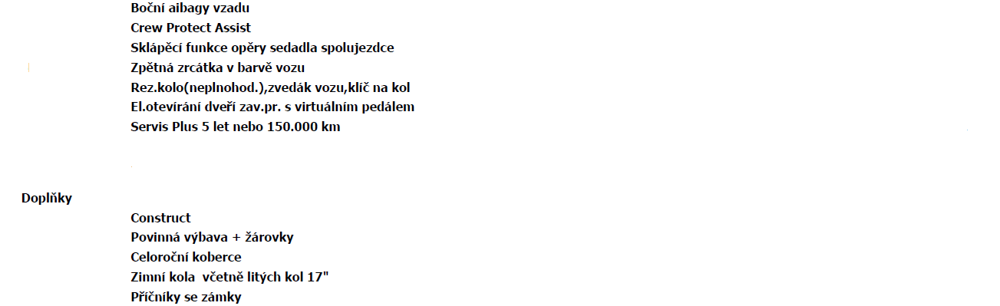 Boční aibagy vzadu
Crew Protect Assist
Sklápěcí funkce opěry sedadla spolujezdce
Zpětná zrcátka v barvě vozu
Rez.kolo(neplnohod.),zvedák vozu,klíč na kol
El.otevírání dveří zav.pr. s virtuálním pedálem
Servis Plus 5 let nebo 150.000 km
Doplňky
Construct
Povinná výbava + žárovky
Celoroční koberce
Zimní kola  včetně litých kol 17"
Příčníky se zámky